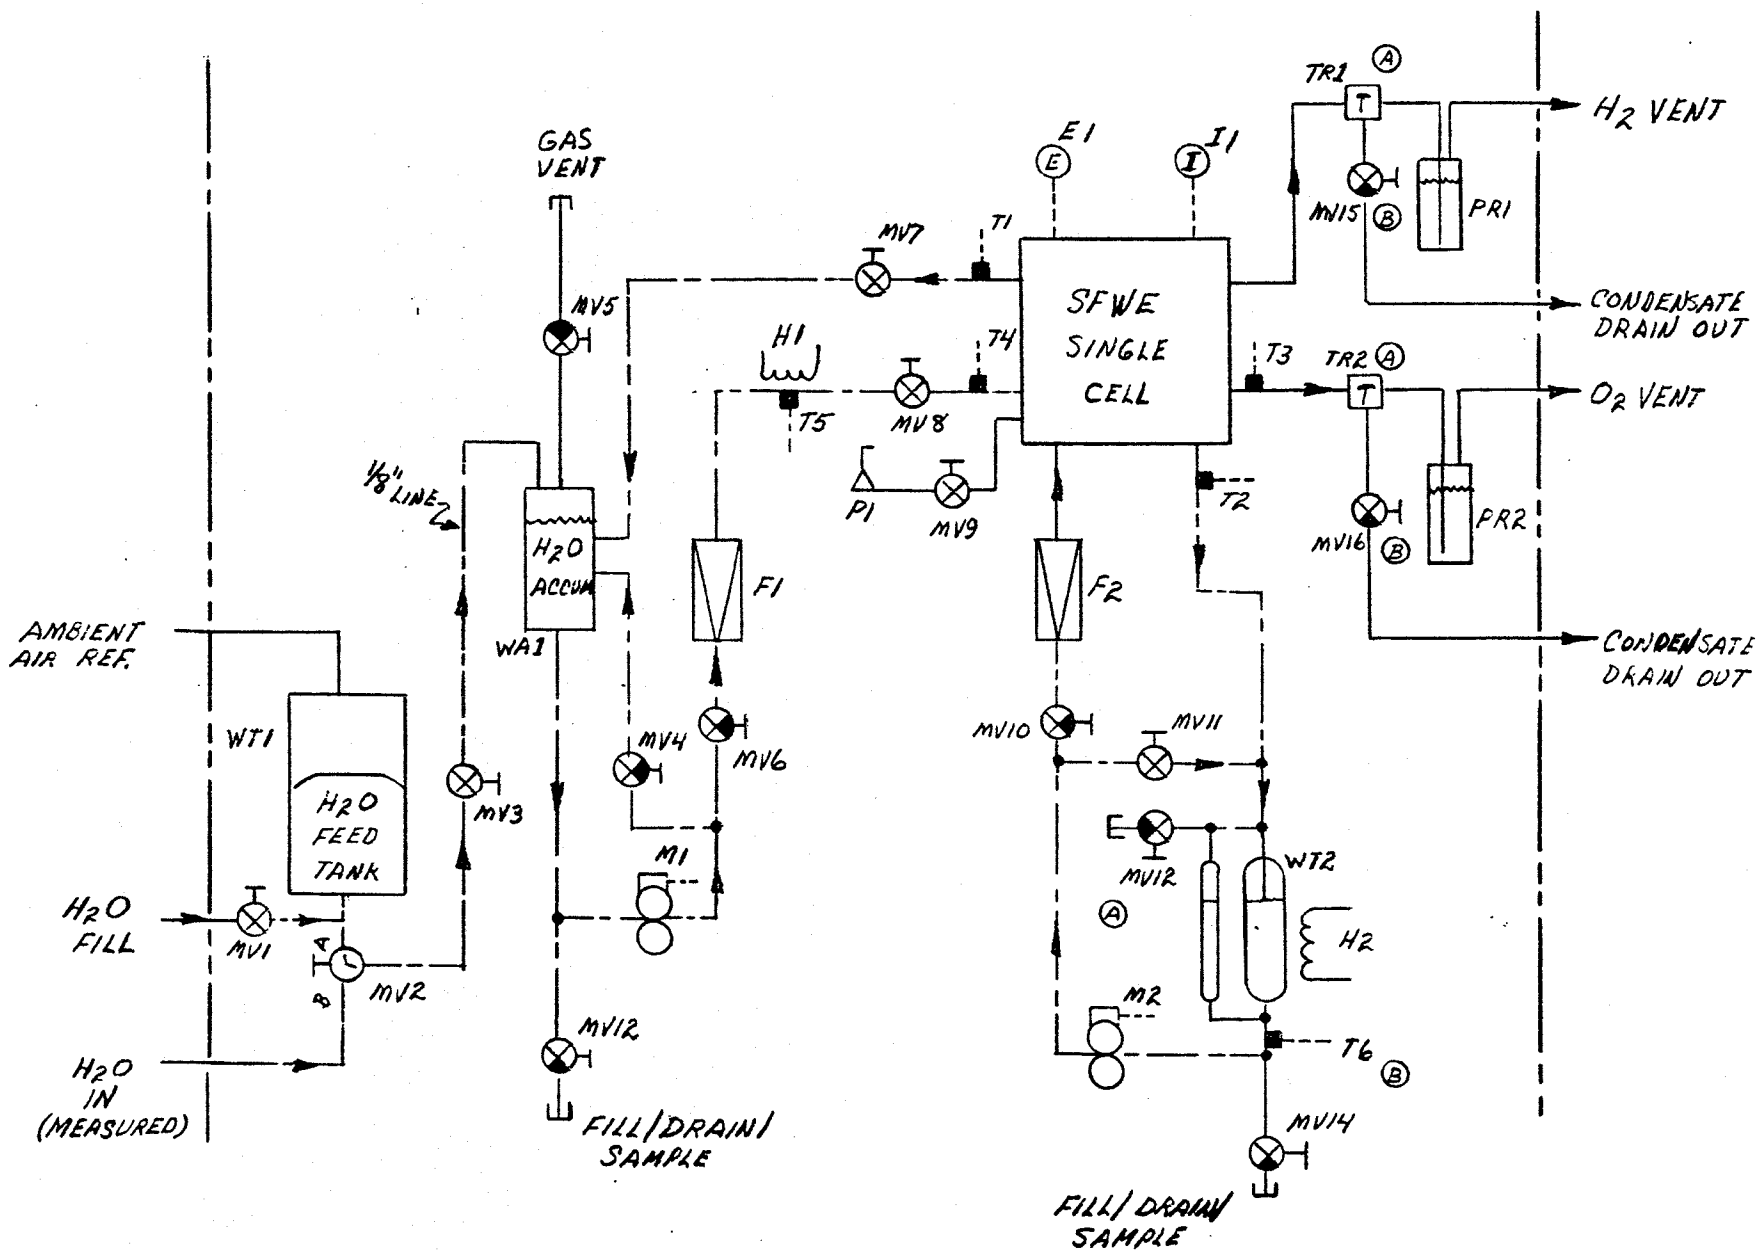 TR1
A
T
H2 VENT
E1
E
I1
I
GAS
VENT
MV15
B
PR1
MV7
T1
SFWE
SINGLE
CELL
CONDENSATE
DRAIN OUT
MV5
H1
T4
T3
TR2
A
T
O2 VENT
T5
MV8
1/8"
LINE
P1
MV9
T2
MV16
B
PR2
H2O
ACCUM
WA1
F1
F2
AMBIENT
AIR REF.
CONDENSATE
DRAIN OUT
WT1
MV4
MV6
MV10
MV11
H2O
FEED
TANK
MV3
M1
MV12
WT2
A
H2O
FILL
MV1
A
B
MV2
H2
M2
MV12
T6
B
H2O
IN
(MEASURED)
FILL/DRAIN/
SAMPLE
MV14
FILL/DRAIN/
SAMPLE